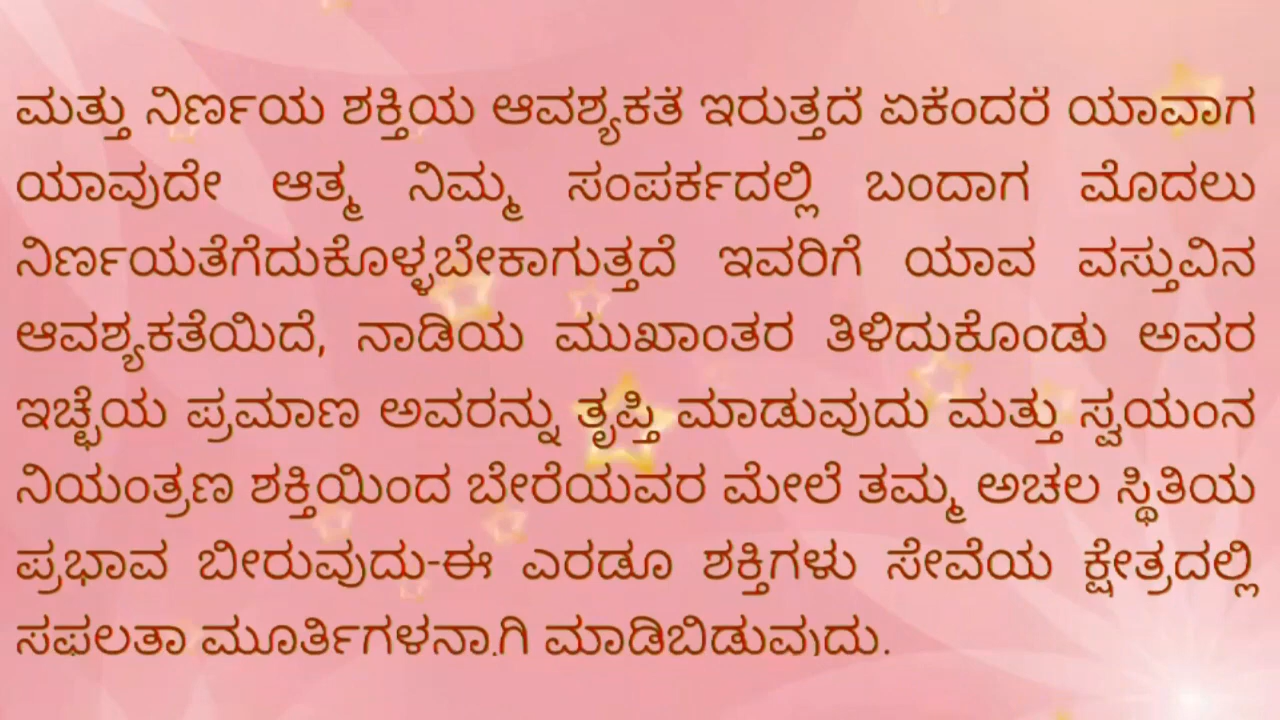 ಮತ್ತು ನಿರ್ಣಯ ಶಕ್ತಿಯ ಆವಶ್ಯಕತೆ ಇರುತ್ತದೆ ಏಕೆಂದರೆ ಯಾವಾಗ
ಯಾವುದೇ ಆತ್ಮ ನಿಮ್ಮ ಸಂಪರ್ಕದಲ್ಲಿ ಬಂದಾಗ ಮೊದಲು
ನಿರ್ಣಯತೆಗೆದುಕೊಳ್ಳಬೇಕಾಗುತ್ತದೆ ಇವರಿಗೆ ಯಾವ ವಸ್ತುವಿನ
ಆವಶ್ಯಕತೆಯಿದೆ, ನಾಡಿಯ ಮುಖಾಂತರ ತಿಳಿದುಕೊಂಡು ಅವರ
ಇಚ್ಛೆಯ ಪ್ರಮಾಣ ಅವರನ್ನು ತೃಪ್ತಿ ಮಾಡುವುದು ಮತ್ತು ಸ್ವಯಂನ
ನಿಯಂತ್ರಣ ಶಕ್ತಿಯಿಂದ ಬೇರೆಯವರ ಮೇಲೆ ತಮ್ಮ ಅಚಲ ಸ್ಥಿತಿಯ
ಪ್ರಭಾವ ಬೀರುವುದು-ಈ ಎರಡೂ ಶಕ್ತಿಗಳು ಸೇವೆಯ ಕ್ಷೇತ್ರದಲ್ಲಿ
ಸಫಲತಾ ಮೂರ್ತಿಗಳನ್ನಾಗಿ ಮಾಡಿಬಿಡುವುದು.